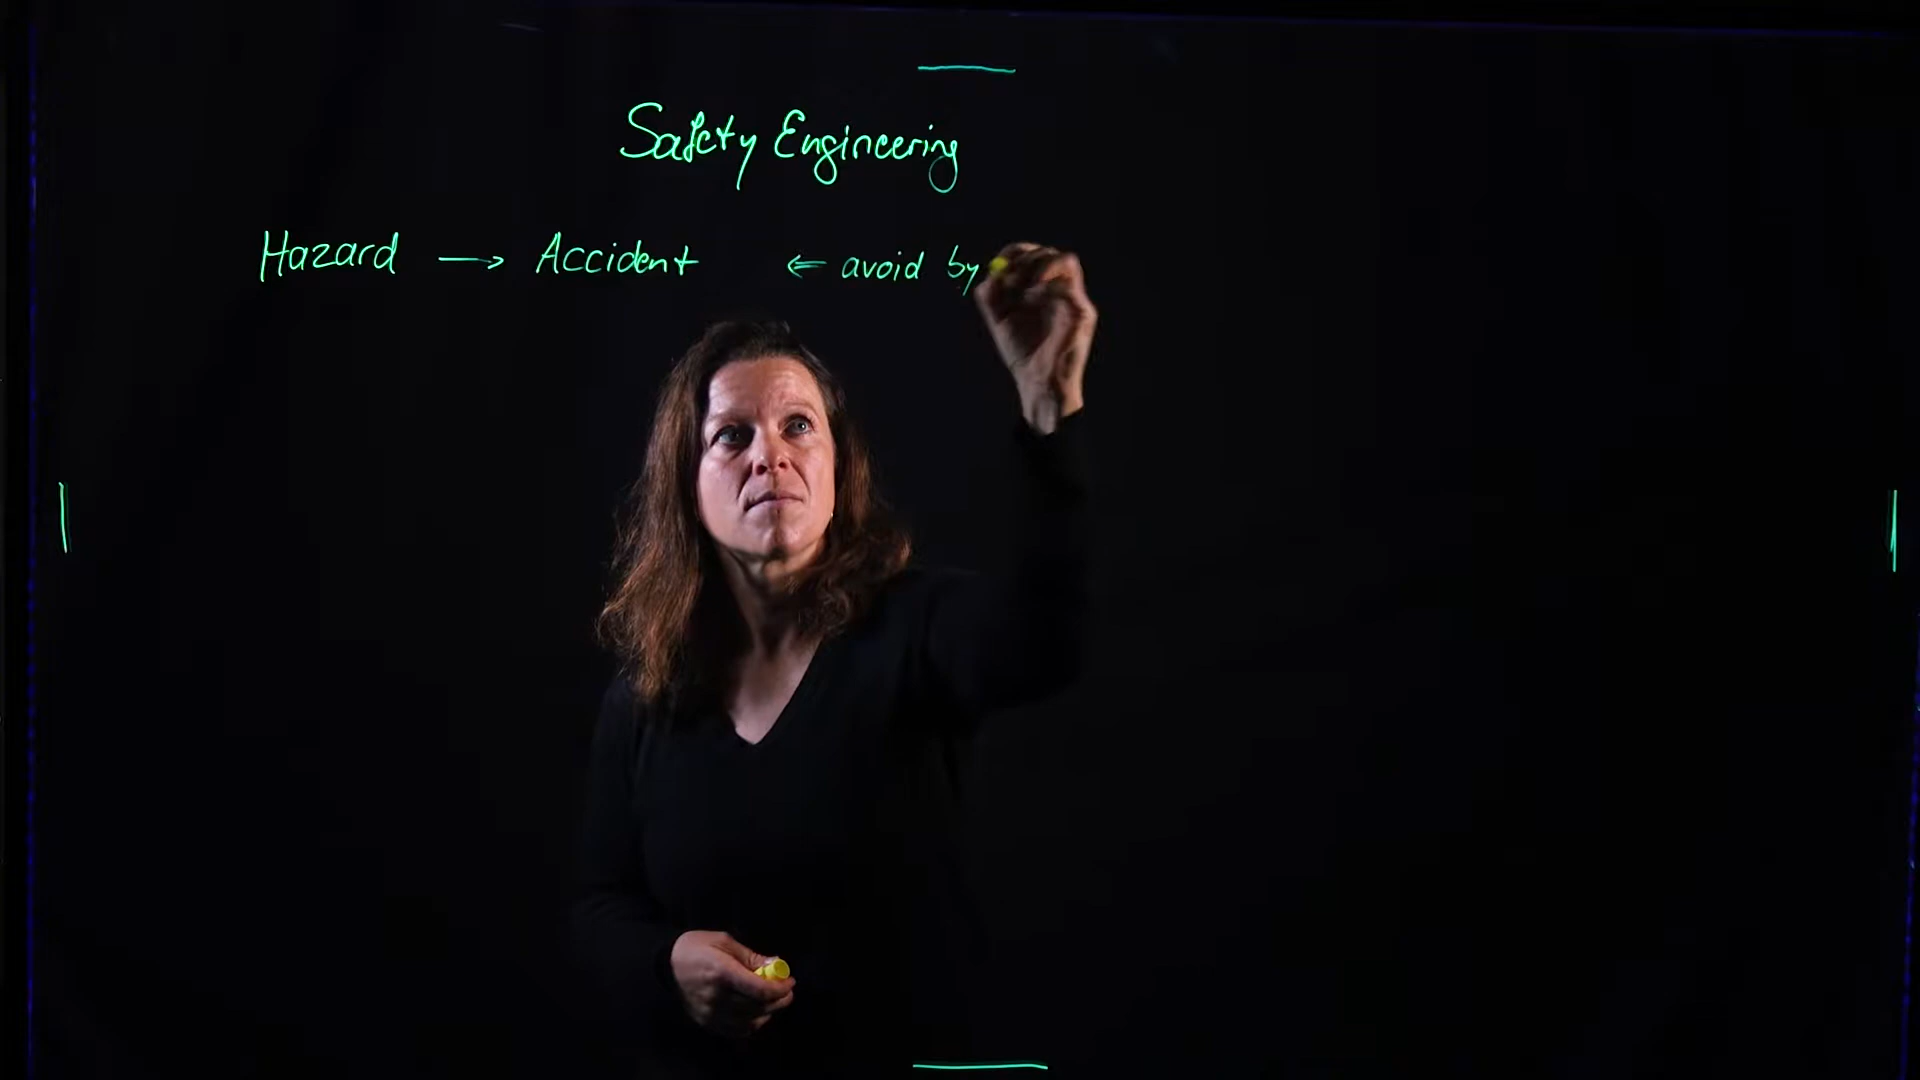 Safety Engineering
Hazard → Accident ⇐ avoid by